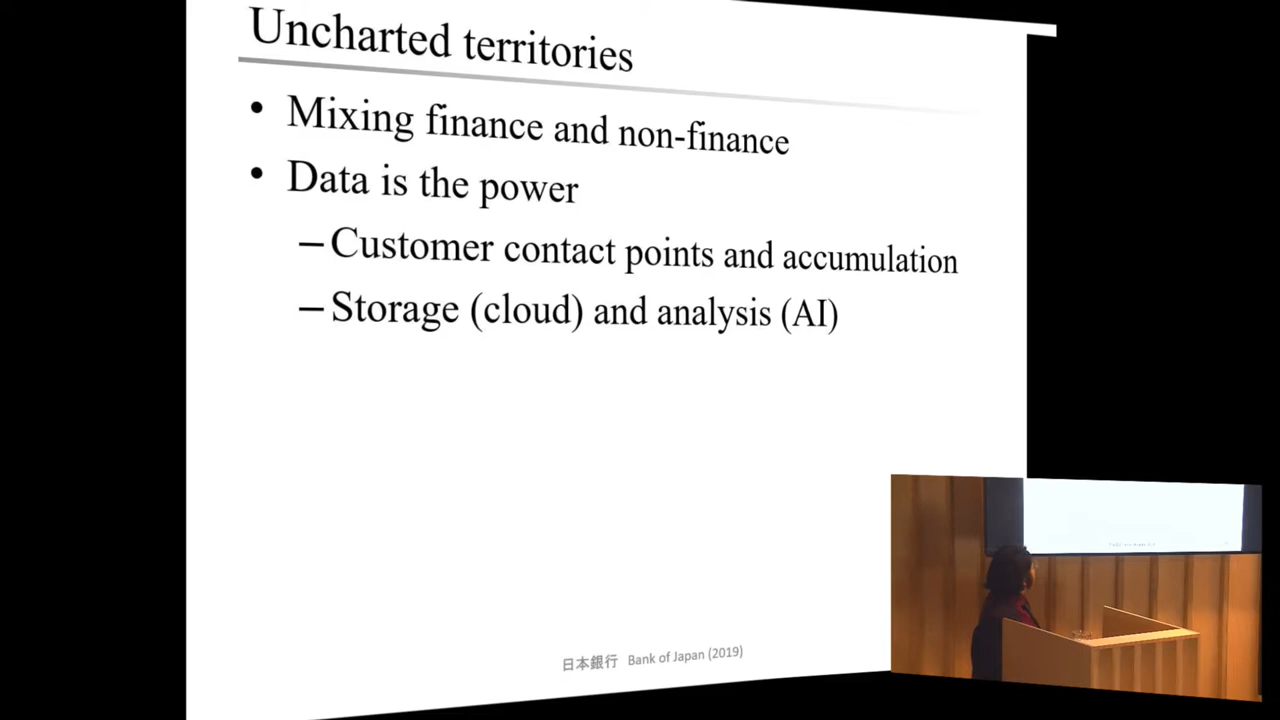 Uncharted territories
• Mixing finance and non-finance
• Data is the power
– Customer contact points and accumulation
– Storage (cloud) and analysis (AI)
日本銀行 Bank of Japan (2019)